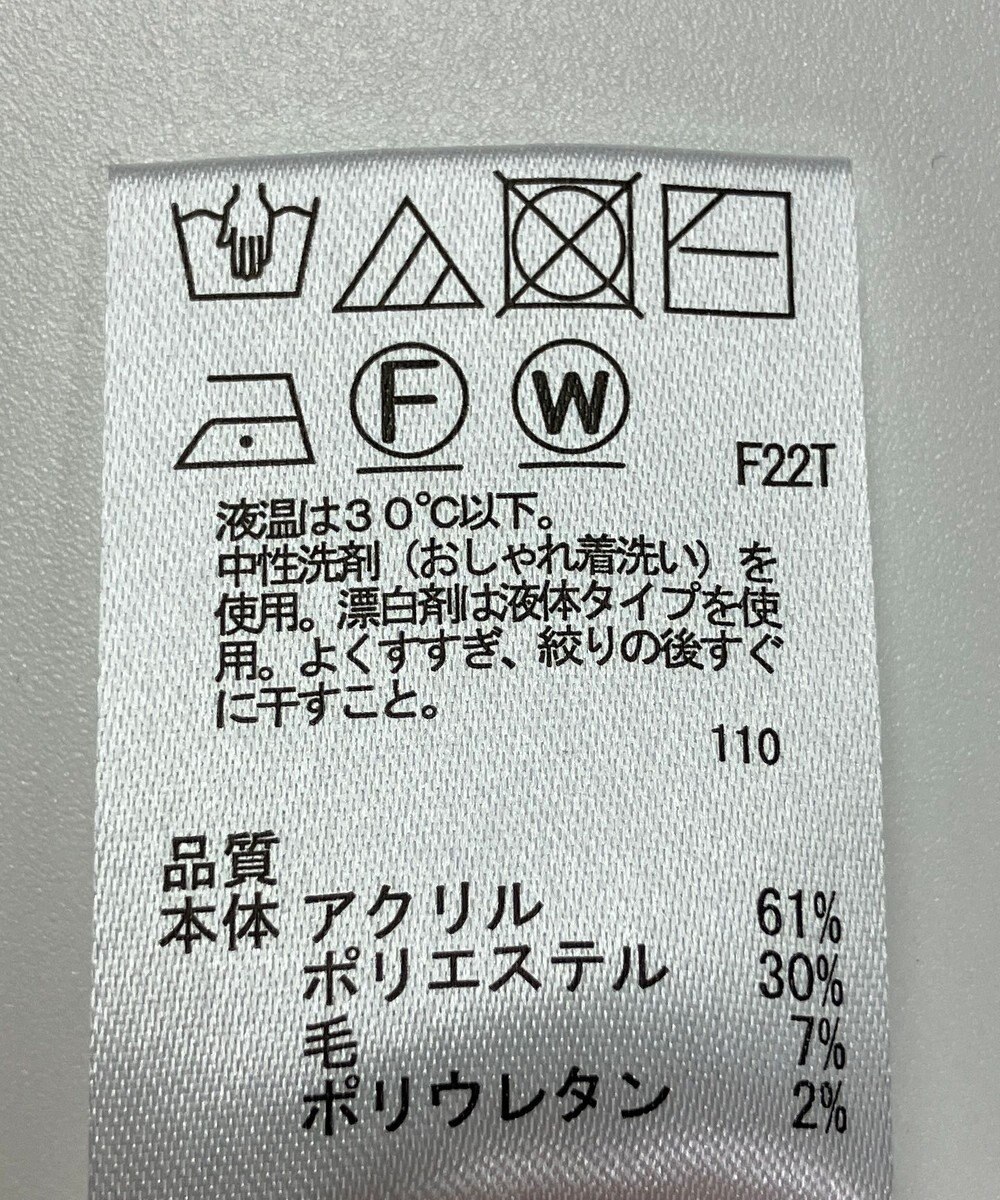 F W
F22T
液温は30℃以下。
中性洗剤（おしゃれ着洗い）を
使用。漂白剤は液体タイプを使
用。よくすすぎ、絞りの後すぐ
に干すこと。
110
品質
本体 アクリル 61%
ポリエステル 30%
毛 7%
ポリウレタン 2%